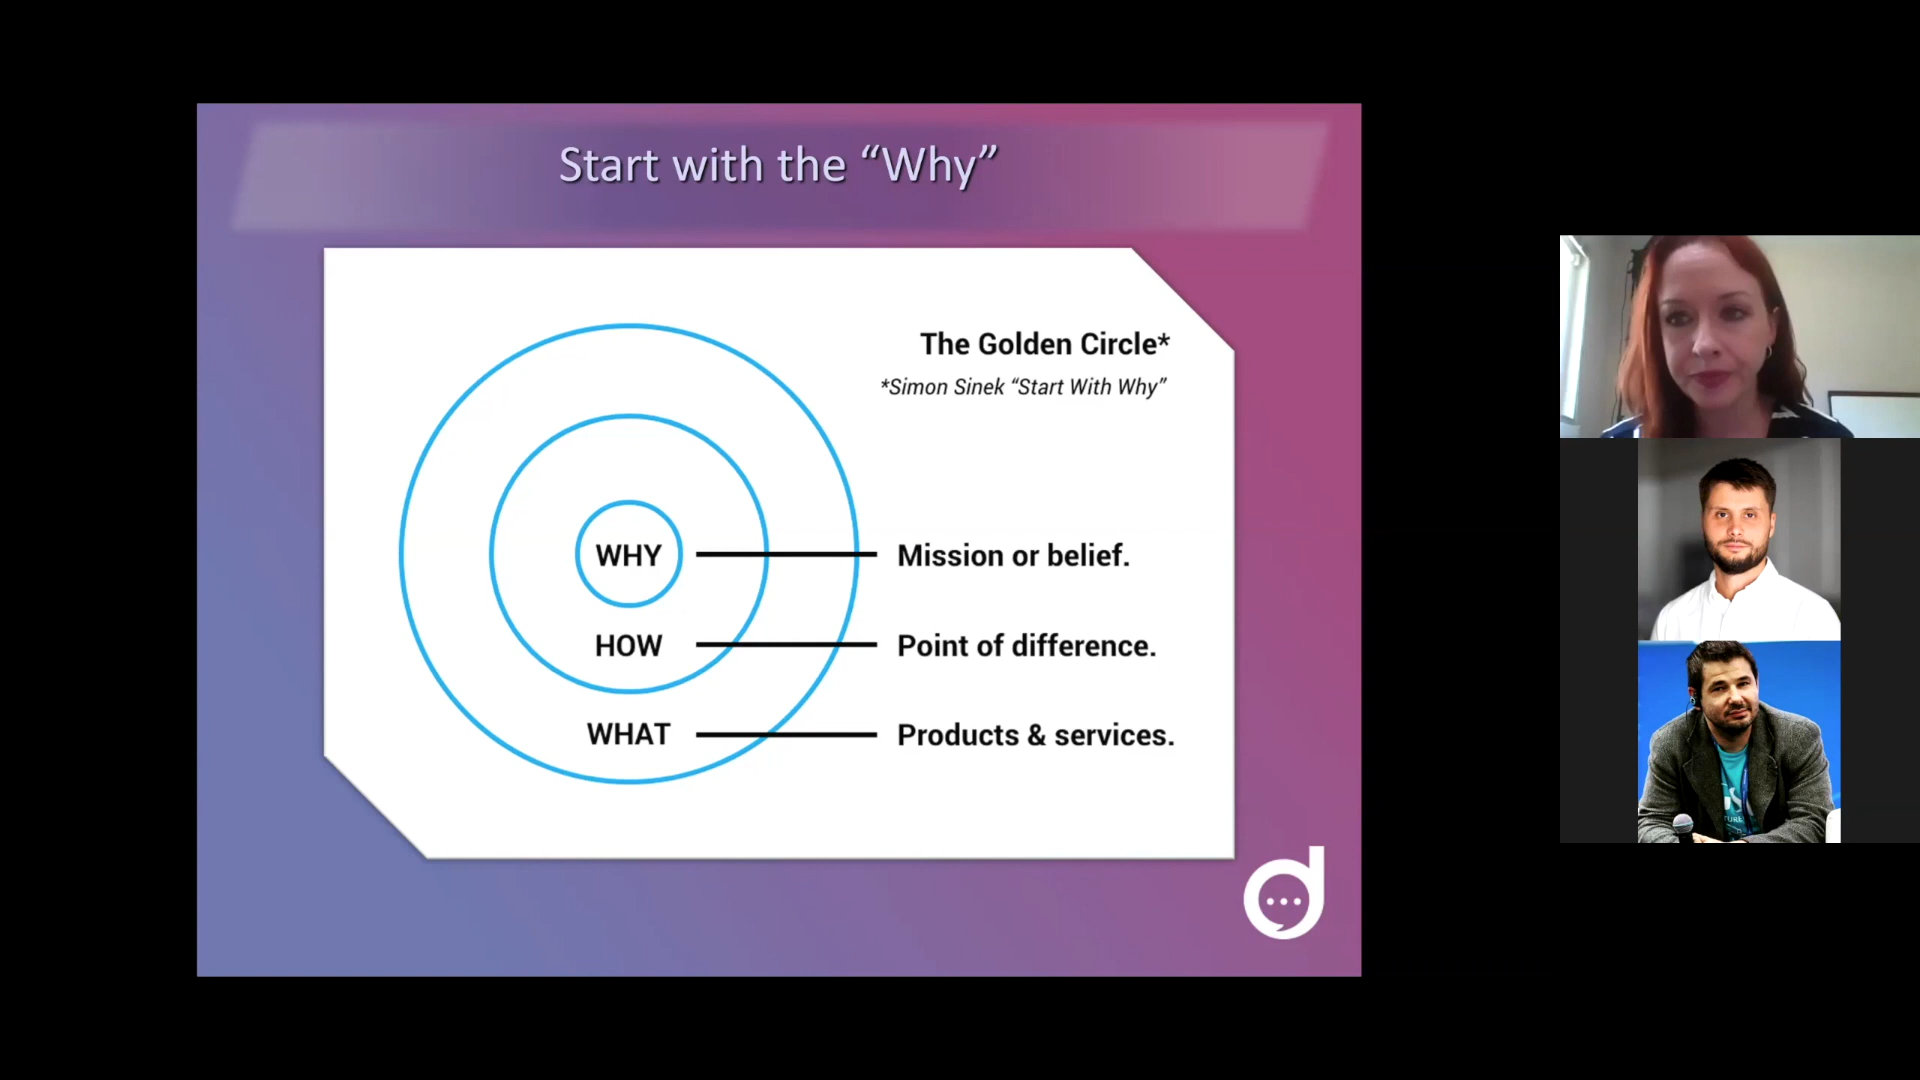 Start with the “Why”
The Golden Circle*
*Simon Sinek “Start With Why”
WHY
Mission or belief.
HOW
Point of difference.
WHAT
Products & services.